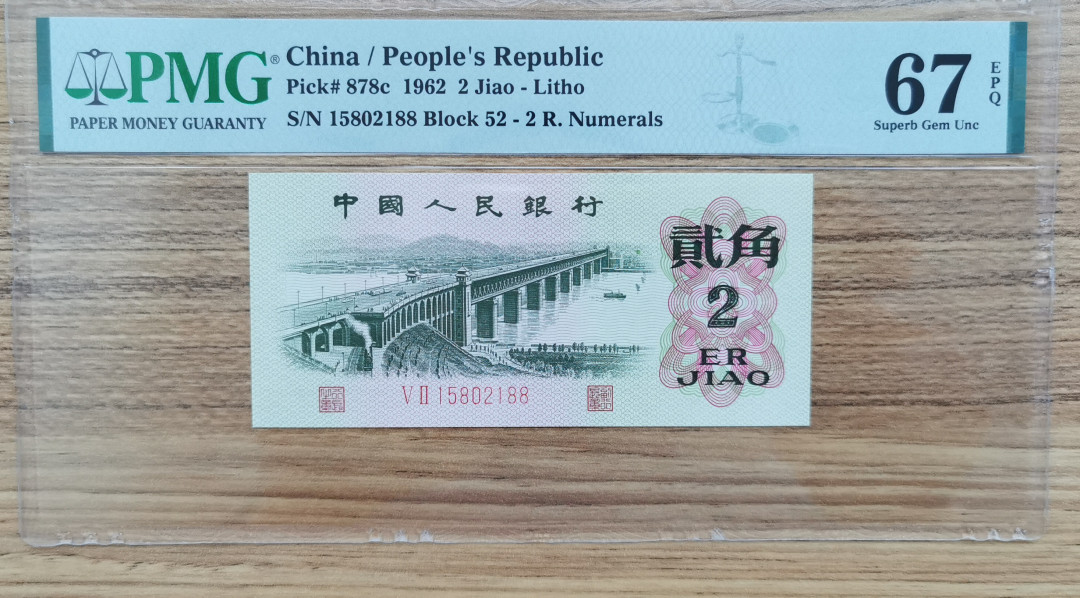 PMG®
PAPER MONEY GUARANTY
China / People's Republic
Pick# 878c 1962 2 Jiao - Litho
S/N 15802188 Block 52 - 2 R. Numerals
67
EPQ
Superb Gem Unc
中國人民銀行
貳角
2
ER
JIAO
VⅡ 15802188